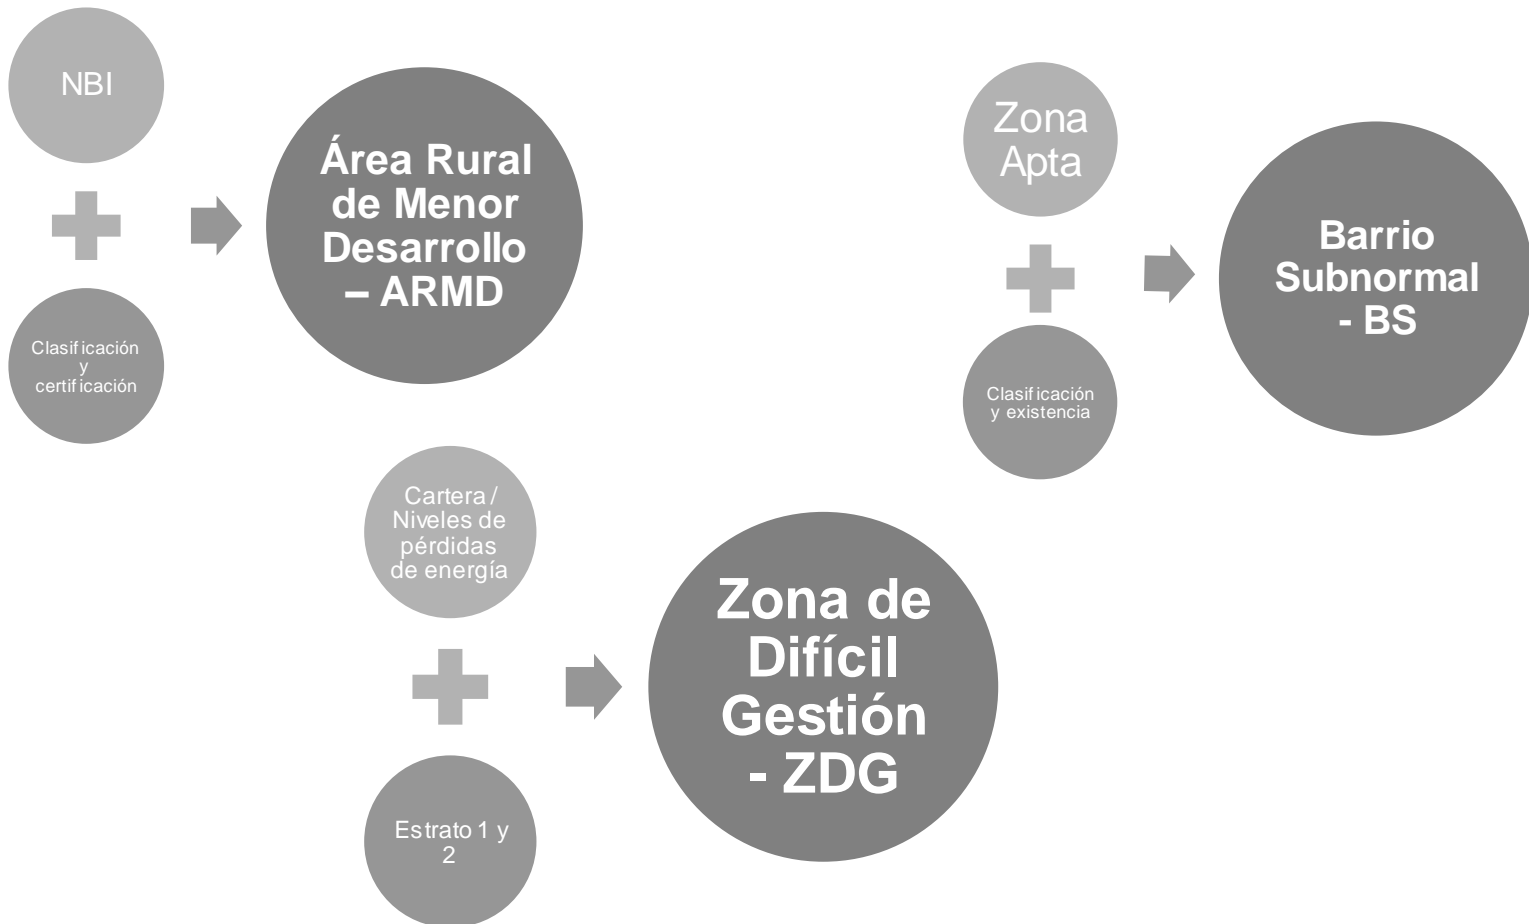 NBI
Clasificación
y
certificación
Área Rural
de Menor
Desarrollo
– ARMD
Zona
Apta
Clasificación
y existencia
Barrio
Subnormal
- BS
Cartera /
Niveles de
pérdidas
de energía
Estrato 1 y
2
Zona de
Difícil
Gestión
- ZDG